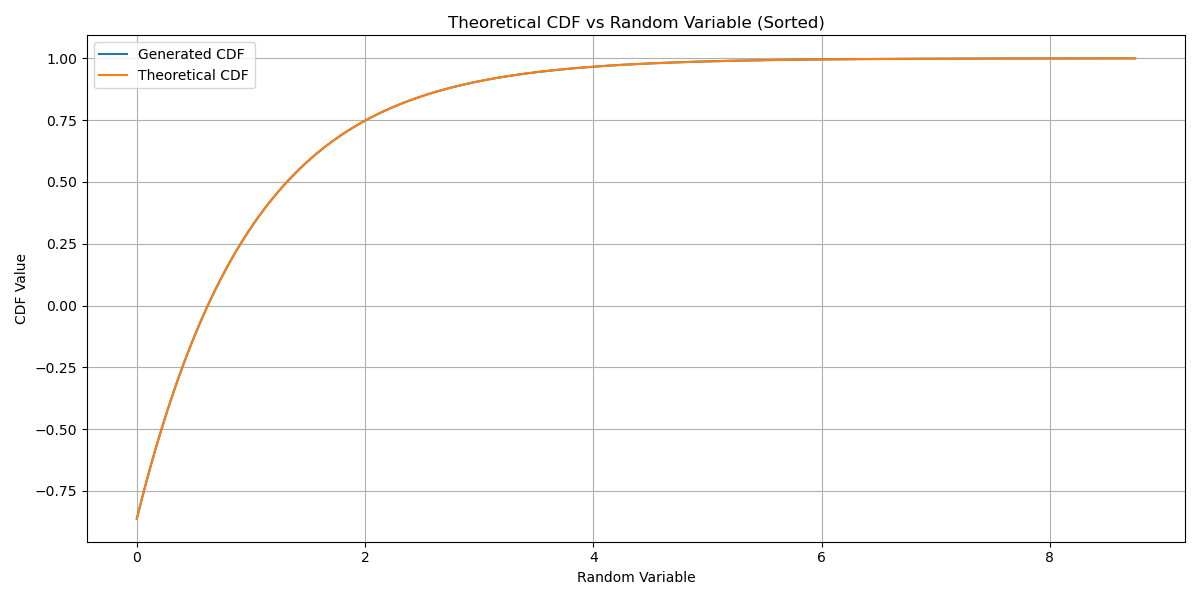 Theoretical CDF vs Random Variable (Sorted)
Generated CDF
Theoretical CDF
CDF Value
1.00
0.75
0.50
0.25
0.00
−0.25
−0.50
−0.75
0 2 4 6 8
Random Variable